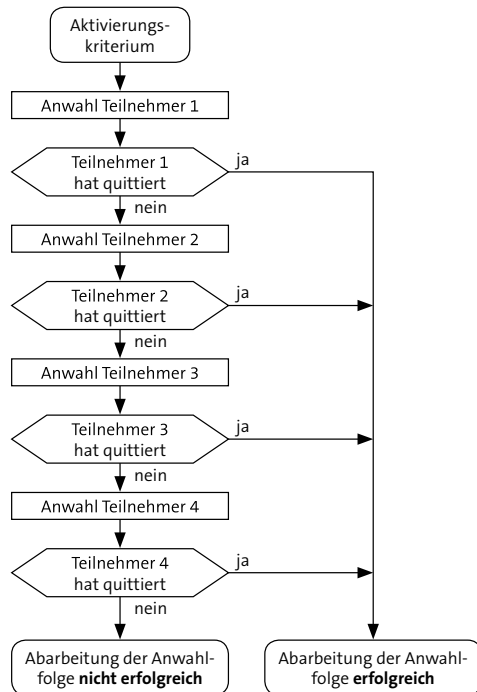 Aktivierungs-
kriterium
Anwahl Teilnehmer 1
Teilnehmer 1
hat quittiert
ja
nein
Anwahl Teilnehmer 2
Teilnehmer 2
hat quittiert
ja
nein
Anwahl Teilnehmer 3
Teilnehmer 3
hat quittiert
ja
nein
Anwahl Teilnehmer 4
Teilnehmer 4
hat quittiert
ja
nein
Abarbeitung der Anwahl-
folge nicht erfolgreich
Abarbeitung der Anwahl-
folge erfolgreich